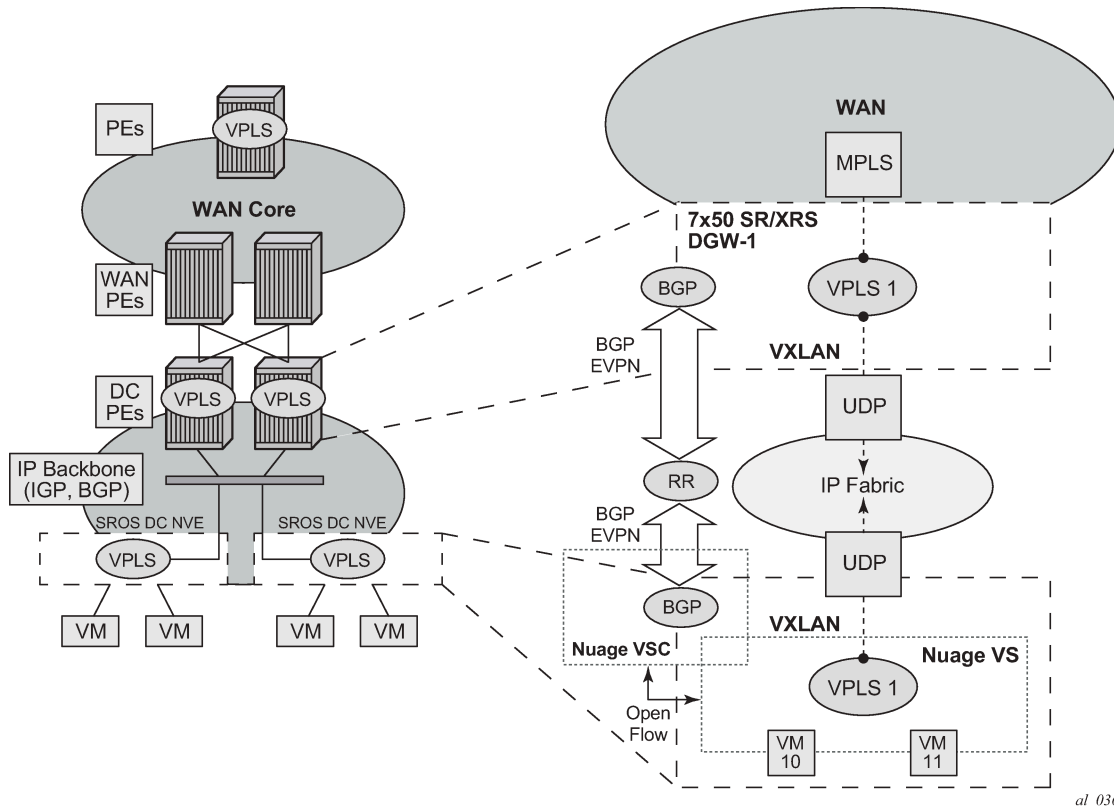 PEs
VPLS
WAN Core
WAN
PEs
DC
PEs
VPLS
VPLS
IP Backbone
(IGP, BGP)
SROS DC NVE
SROS DC NVE
VPLS
VPLS
VM
VM
VM
VM
WAN
MPLS
7x50 SR/XRS
DGW-1
BGP
VPLS 1
BGP
EVPN
VXLAN
UDP
RR
IP Fabric
BGP
EVPN
UDP
BGP
VXLAN
Nuage VSC
Nuage VS
VPLS 1
Open
Flow
VM
10
VM
11